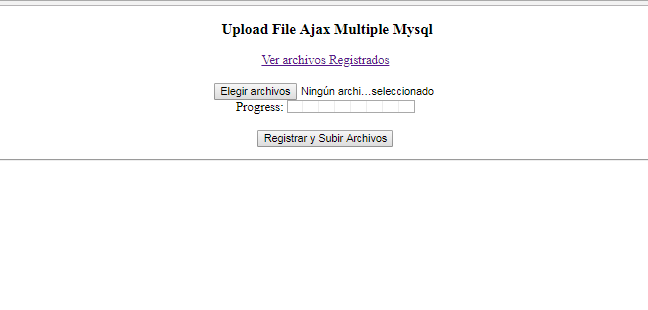 Upload File Ajax Multiple Mysql
Ver archivos Registrados
Elegir archivos Ningún archi...seleccionado
Progress:
Registrar y Subir Archivos